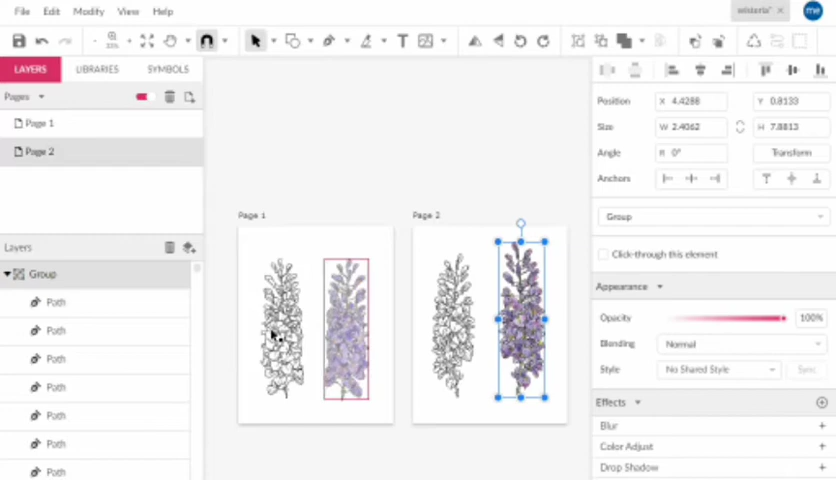 File Edit Modify View Help
wisteria* ×
me
LAYERS LIBRARIES SYMBOLS
Pages
Page 1
Page 2
Layers
Group
Path
Path
Path
Path
Path
Path
Path
Page 1
Page 2
Position X 4.4288 Y 0.8133
Size W 2.4062 H 7.8813
Angle R 0° Transform
Anchors
Group
Click-through this element
Appearance
Opacity 100%
Blending Normal
Style No Shared Style Sync
Effects
Blur +
Color Adjust +
Drop Shadow +